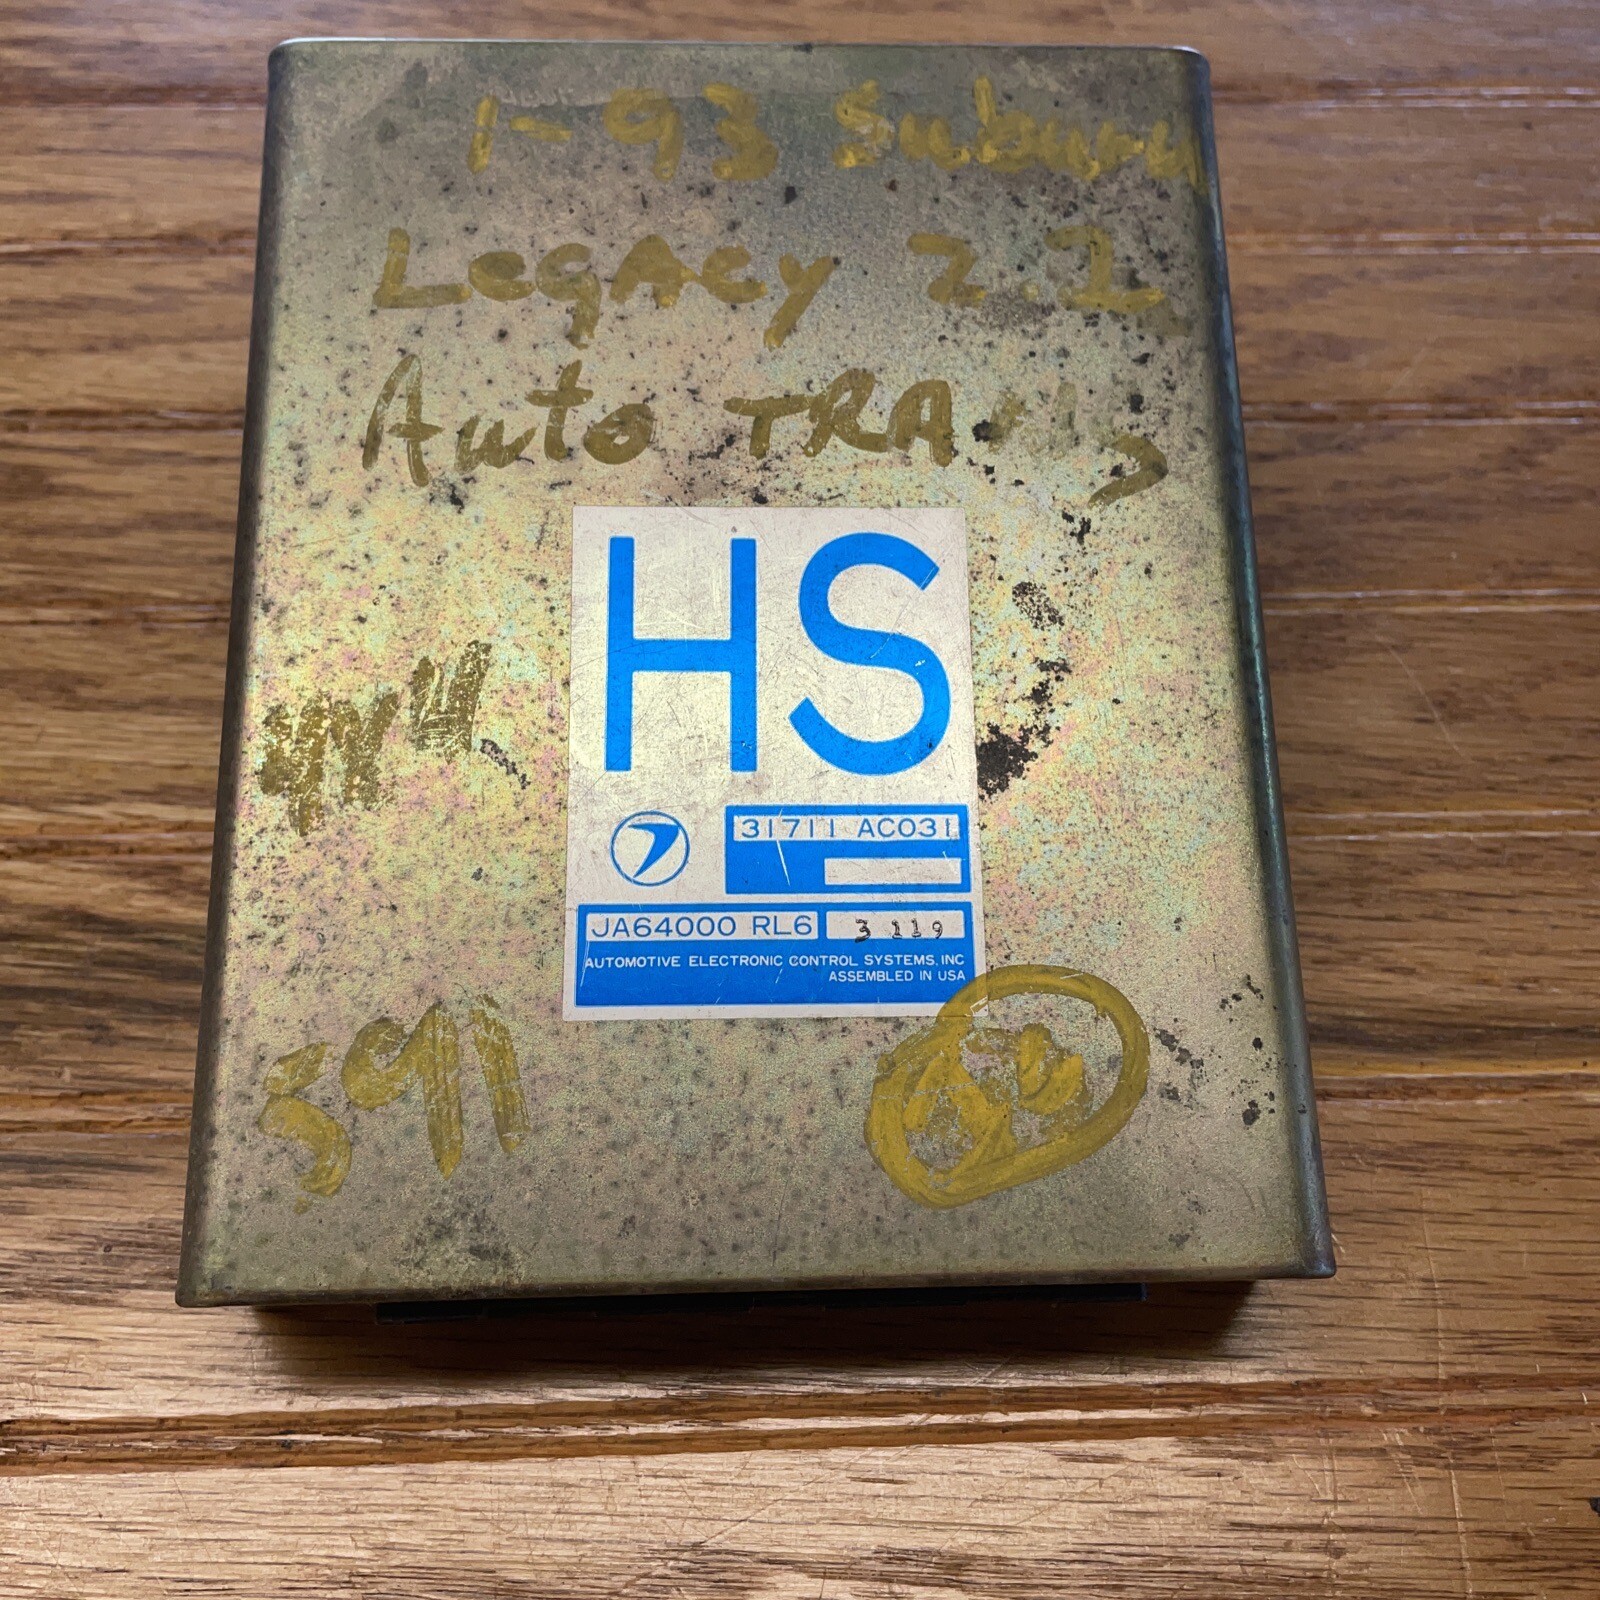 1-93 Subaru
Legacy 2.2
Auto TRANS
HS
31711 AC031
JA64000 RL6 3 119
AUTOMOTIVE ELECTRONIC CONTROL SYSTEMS, INC
ASSEMBLED IN USA
591